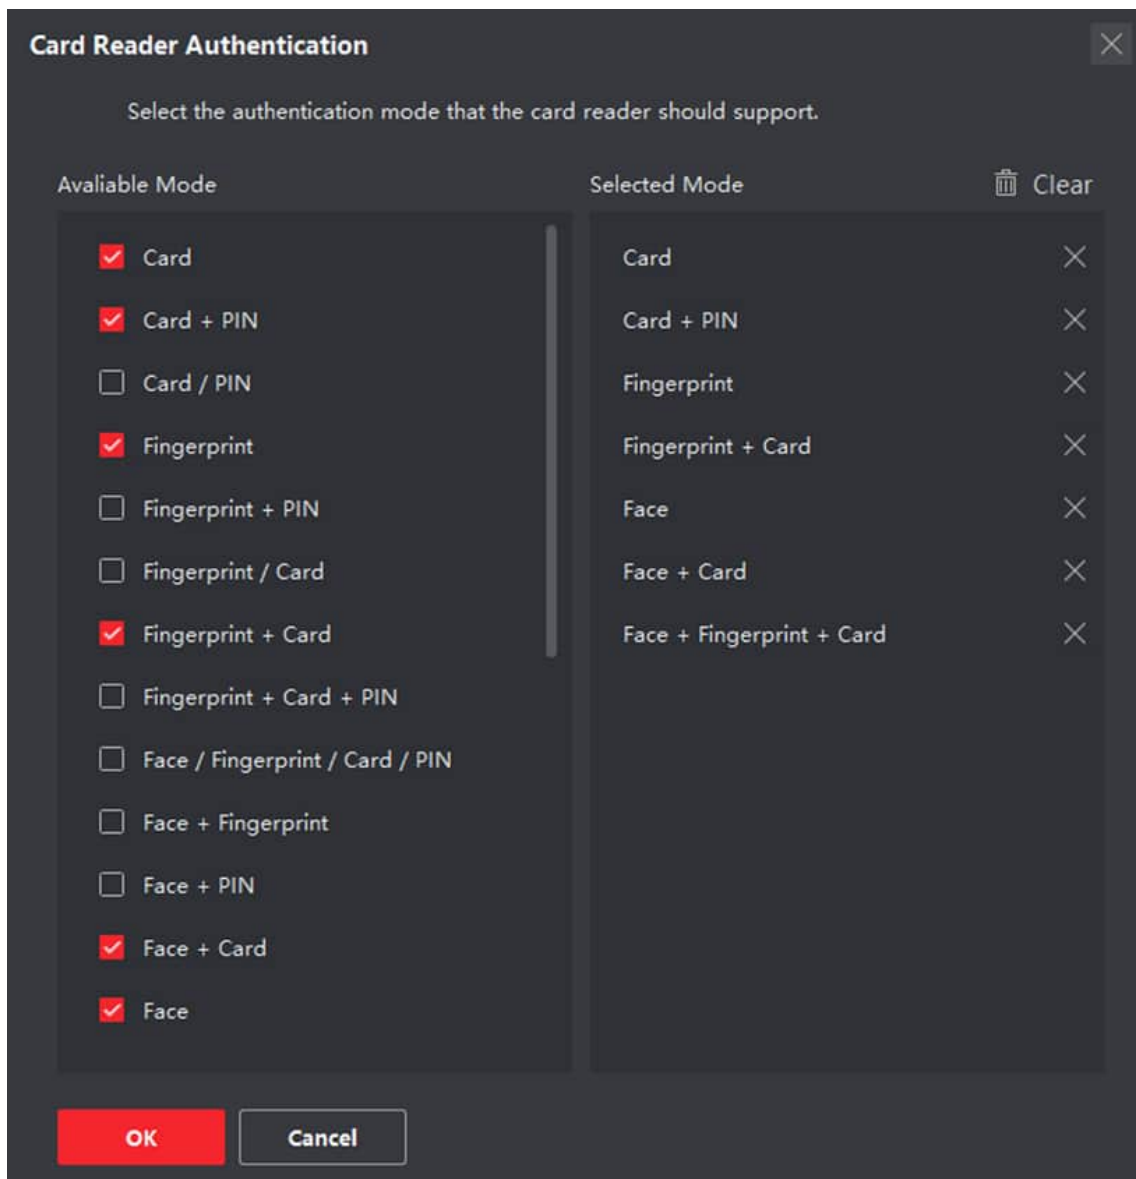 Card Reader Authentication
Select the authentication mode that the card reader should support.
Avaliable Mode
Card
Card + PIN
Card / PIN
Fingerprint
Fingerprint + PIN
Fingerprint / Card
Fingerprint + Card
Fingerprint + Card + PIN
Face / Fingerprint / Card / PIN
Face + Fingerprint
Face + PIN
Face + Card
Face
Selected Mode
Clear
Card
Card + PIN
Fingerprint
Fingerprint + Card
Face
Face + Card
Face + Fingerprint + Card
OK
Cancel